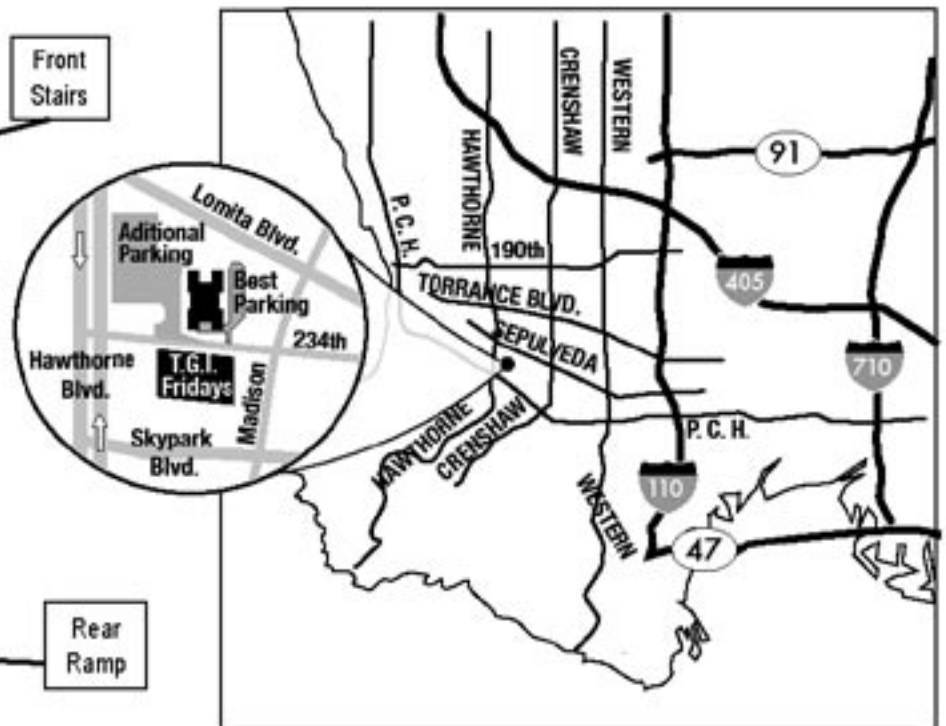 Front
Stairs
Lomita Blvd.
Aditional
Parking
Best
Parking
234th
Hawthorne
Blvd.
T.G.I.
Fridays
Madison
Skypark
Blvd.
P. C. H.
HAWTHORNE
CRENSHAW
WESTERN
91
190th
405
TORRANCE BLVD.
SEPULVEDA
710
HAWTHORNE
CRENSHAW
P. C. H.
WESTERN
110
47
Rear
Ramp